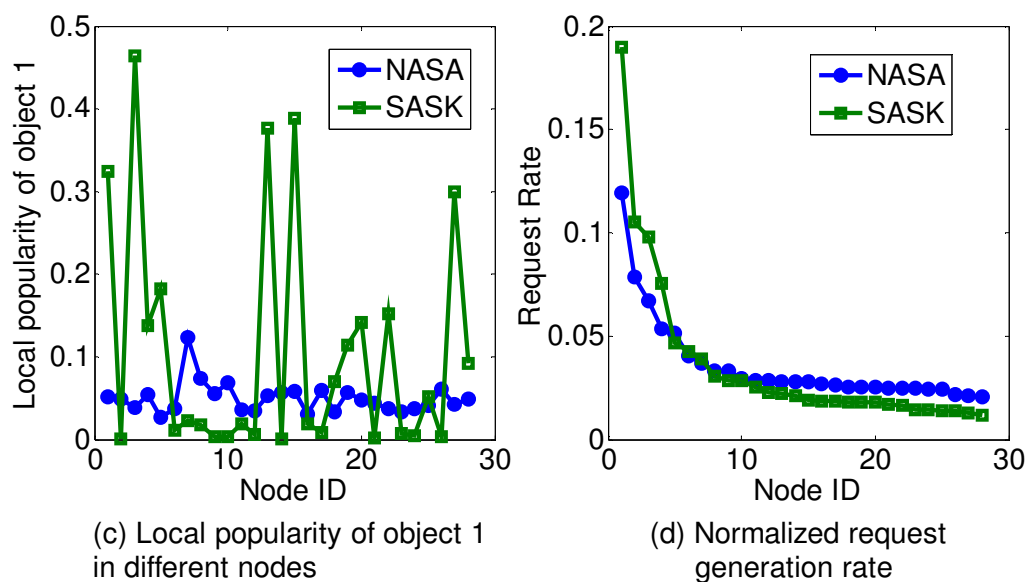 0.5
0.4
0.3
0.2
0.1
0
0
10
20
30
Local popularity of object 1
Node ID
NASA
SASK
(c) Local popularity of object 1
in different nodes
0.2
0.15
0.1
0.05
0
0
10
20
30
Request Rate
Node ID
NASA
SASK
(d) Normalized request
generation rate